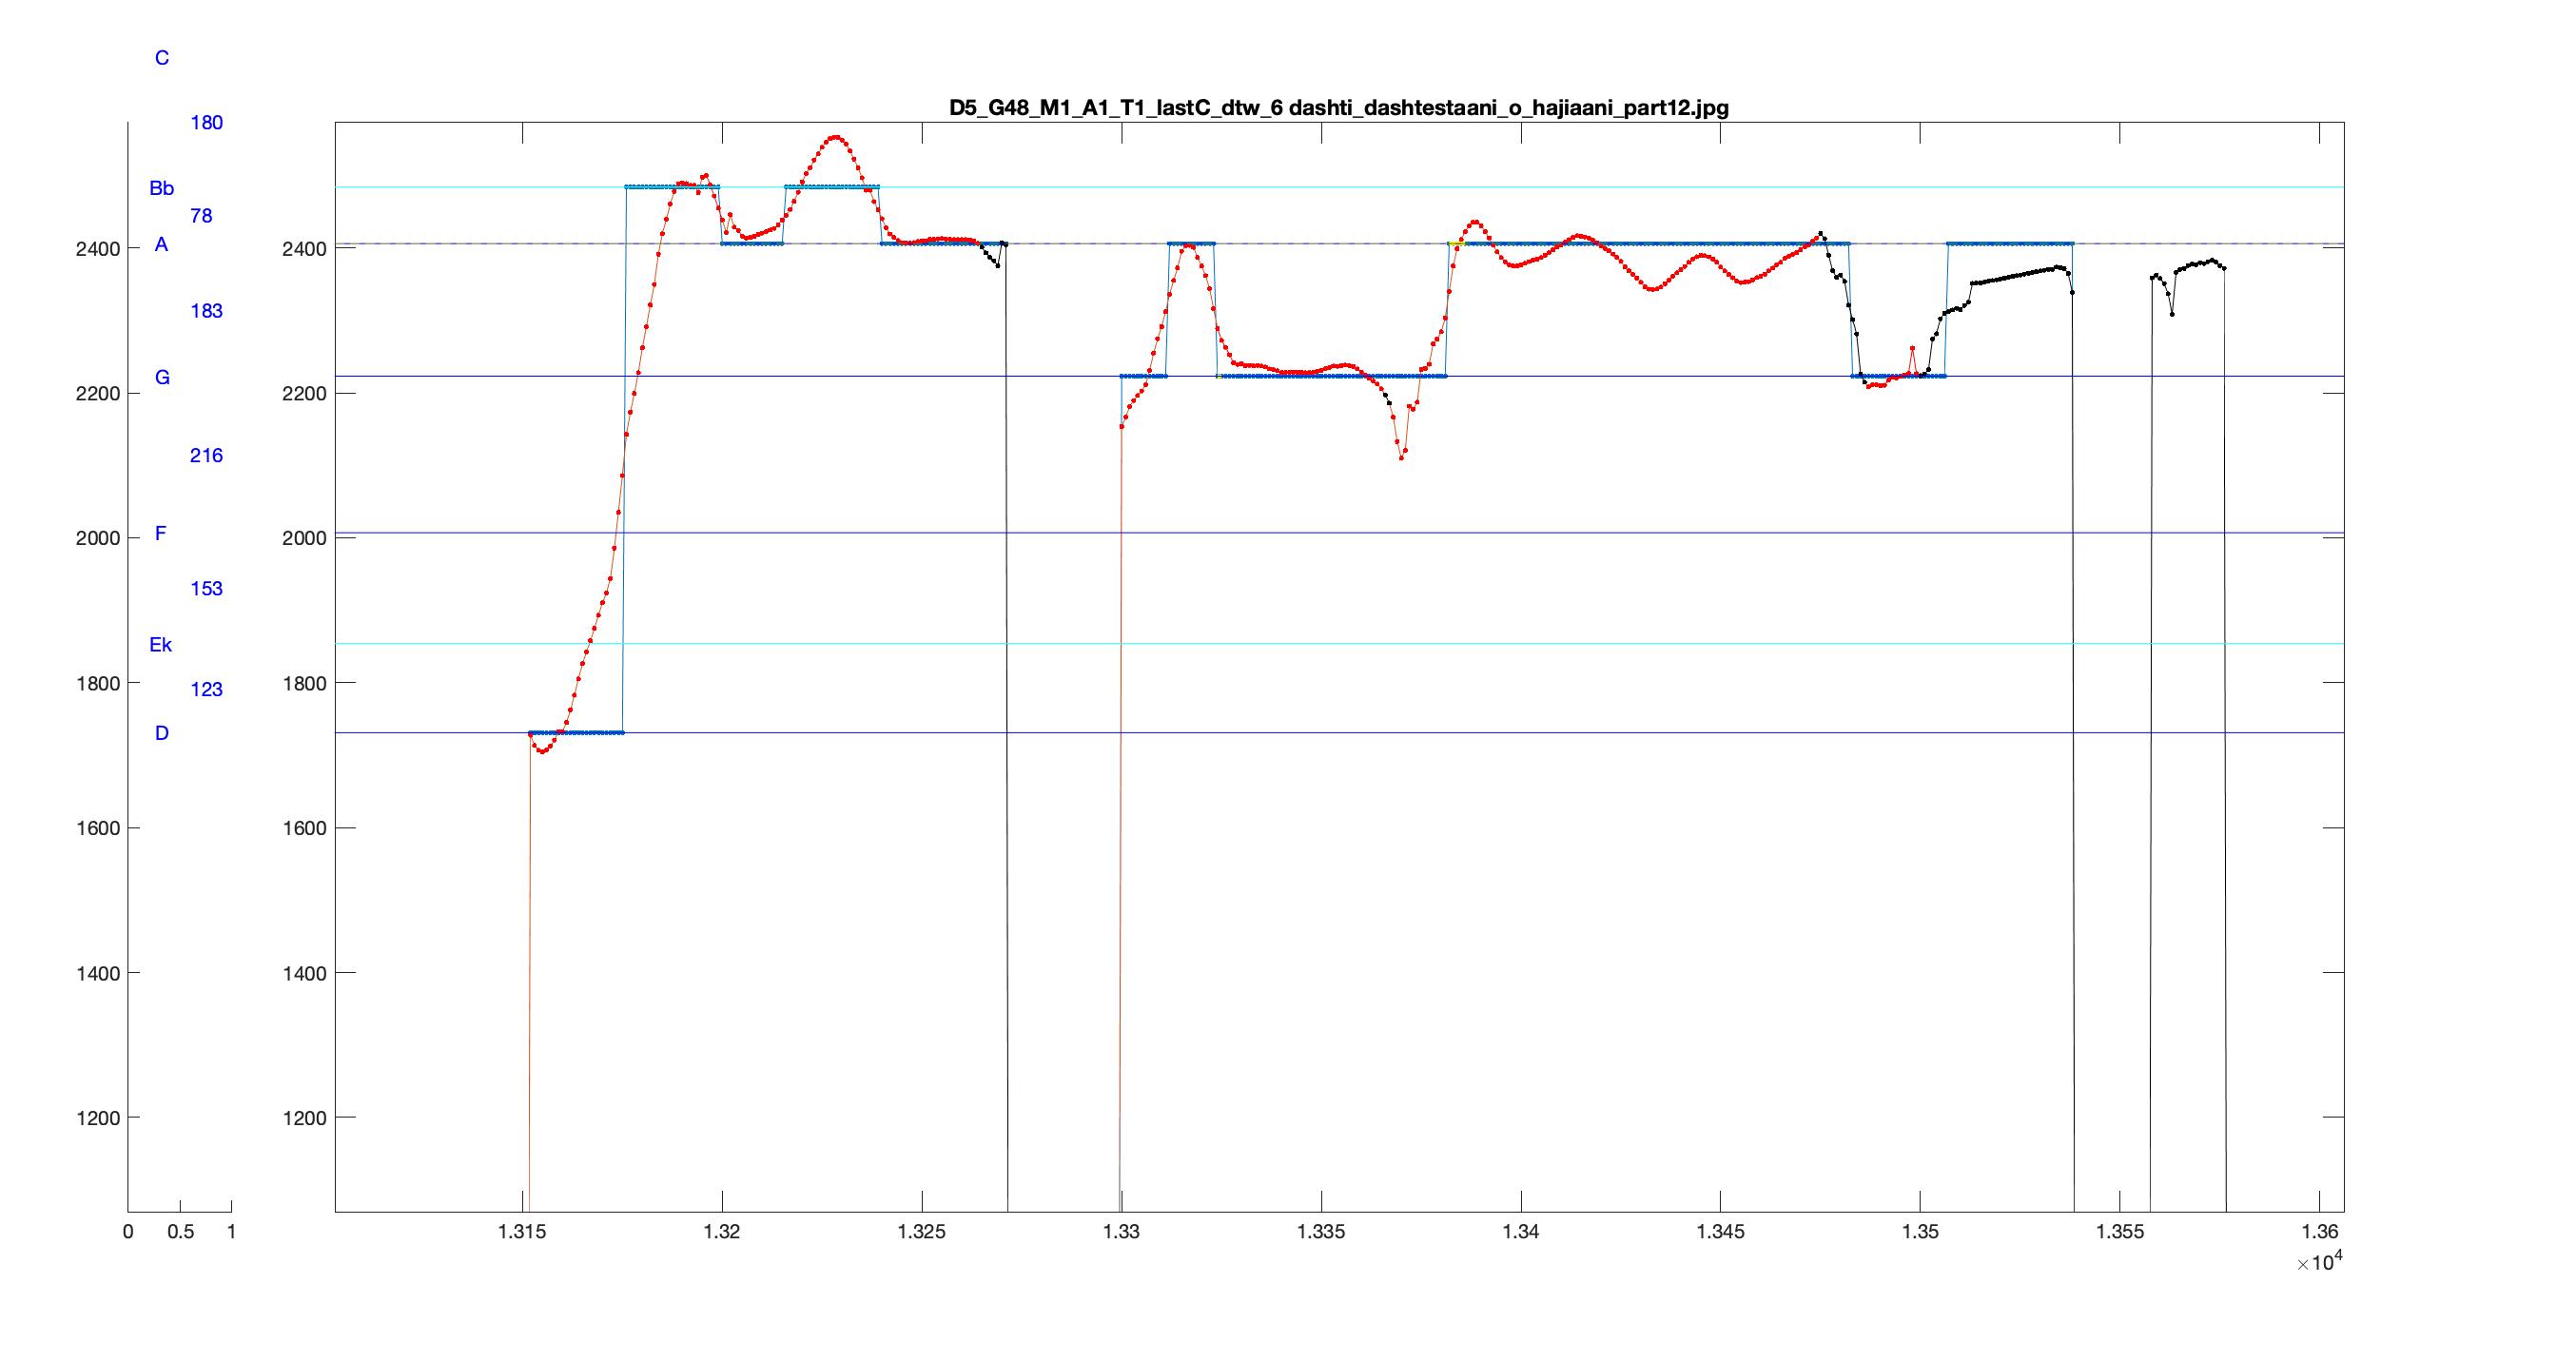 C
D5_G48_M1_A1_T1_lastC_dtw_6 dashti_dashtestaani_o_hajiaani_part12.jpg
180
Bb
78
2400 A 2400
183
G
2200 2200
216
2000 F 2000
153
Ek
1800 123 1800
D
1600 1600
1400 1400
1200 1200
0 0.5 1 1.315 1.32 1.325 1.33 1.335 1.34 1.345 1.35 1.355 1.36
×10^4